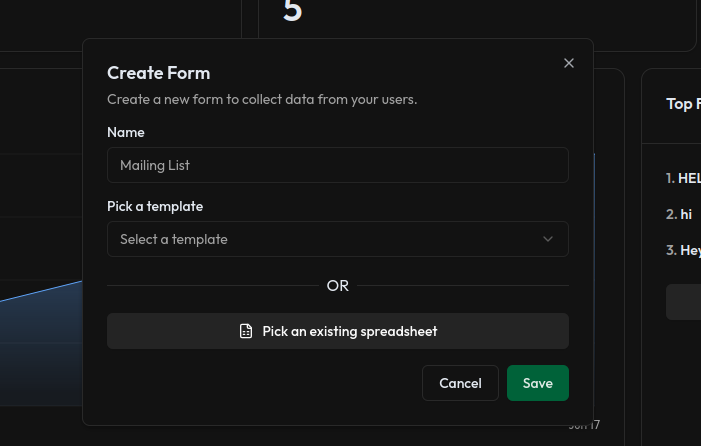 5
Create Form
Create a new form to collect data from your users.
Name
Mailing List
Pick a template
Select a template
OR
Pick an existing spreadsheet
Cancel
Save
Top
1. HEL
2. hi
3. Hey
17